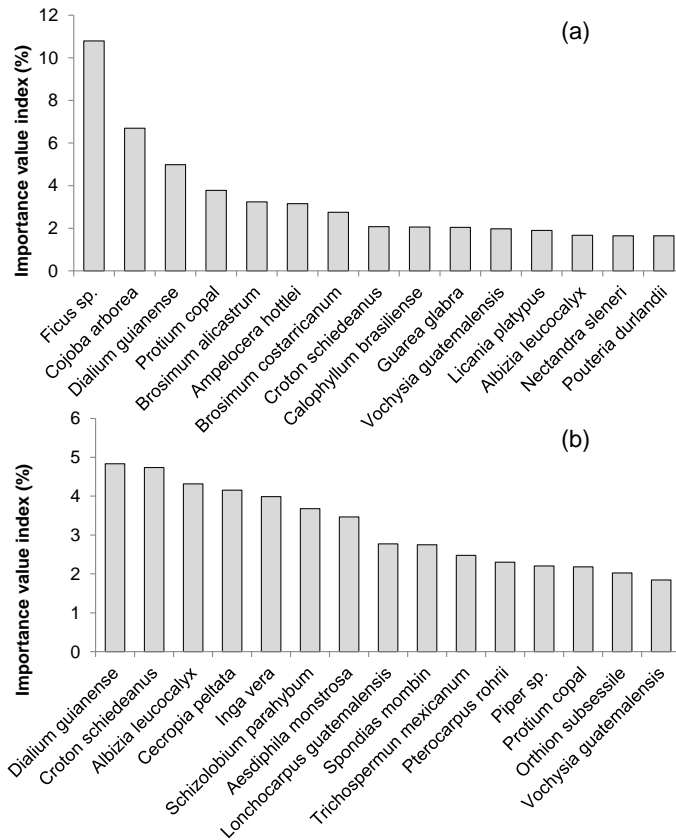 (a)
Importance value index (%)
12
10
8
6
4
2
0
Ficus sp.
Cojoba arborea
Dialium guianense
Protium copal
Brosimum alicastrum
Ampelocera hottlei
Brosimum costarricanum
Croton schiedeanus
Calophyllum brasiliense
Guarea glabra
Vochysia guatemalensis
Licania platypus
Albizia leucocalyx
Nectandra sleneri
Pouteria durlandii
(b)
Importance value index (%)
6
5
4
3
2
1
0
Dialium guianense
Croton schiedeanus
Albizia leucocalyx
Cecropia peltata
Inga vera
Schizolobium parahybum
Aesdiphila monstrosa
Lonchocarpus guatemalensis
Spondias mombin
Trichospermun mexicanum
Pterocarpus rohrii
Piper sp.
Protium copal
Orthion subsessile
Vochysia guatemalensis